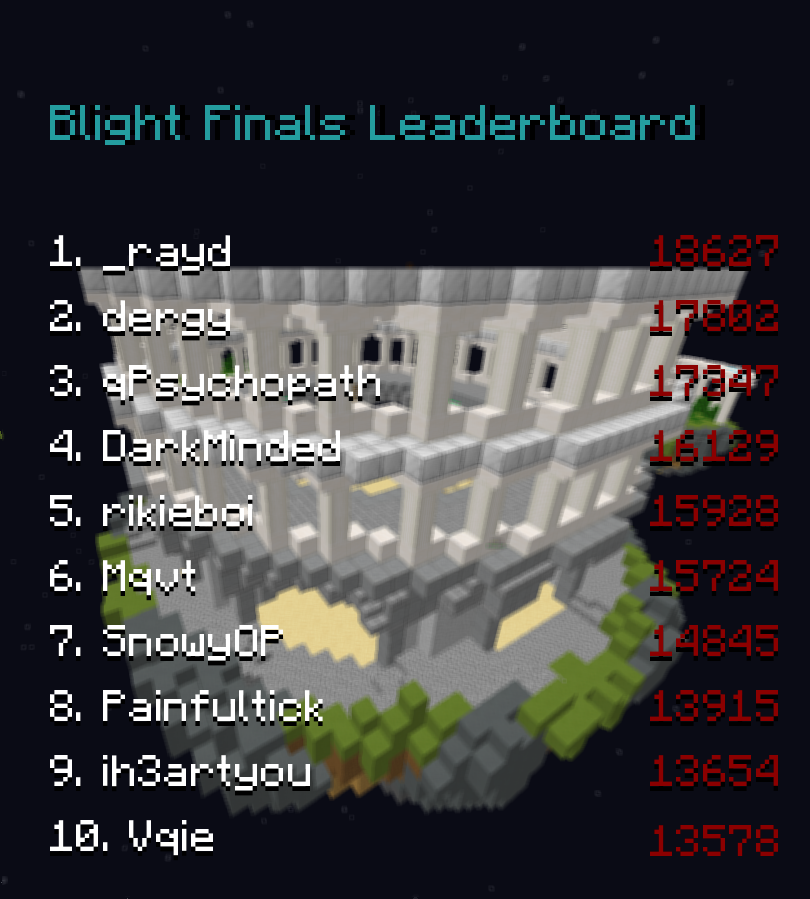 Blight Finals Leaderboard
1. _rayd 18627
2. dergy 17802
3. qPsychopath 17347
4. DarkMinded 16129
5. rikieboi 15928
6. Mqvt 15724
7. SnowyOP 14845
8. Painfultick 13915
9. ih3artyou 13654
10. Vqie 13578